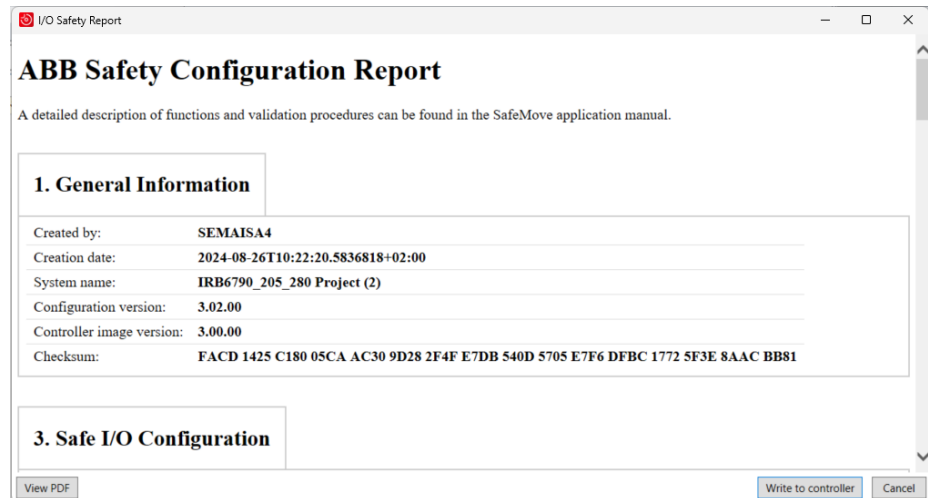 I/O Safety Report
ABB Safety Configuration Report
A detailed description of functions and validation procedures can be found in the SafeMove application manual.
1. General Information
Created by: SEMAISA4
Creation date: 2024-08-26T10:22:20.5836818+02:00
System name: IRB6790_205_280 Project (2)
Configuration version: 3.02.00
Controller image version: 3.00.00
Checksum: FACD 1425 C180 05CA AC30 9D28 2F4F E7DB 540D 5705 E7F6 DFBC 1772 5F3E 8AAC BB81
3. Safe I/O Configuration
View PDF Write to controller Cancel